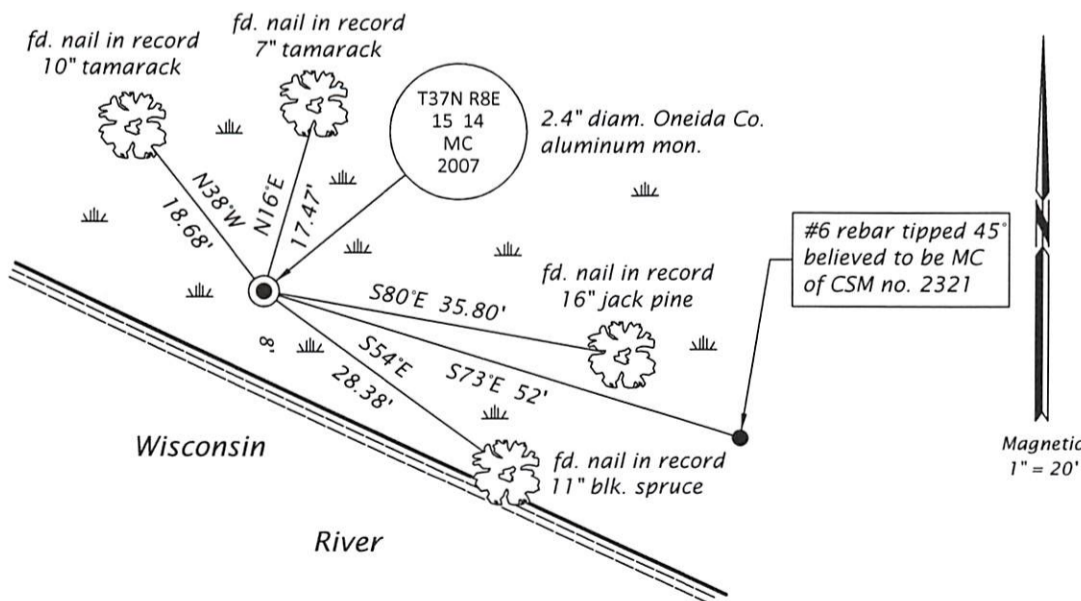 fd. nail in record
10" tamarack
fd. nail in record
7" tamarack
T37N R8E
15 14
MC
2007
2.4" diam. Oneida Co.
aluminum mon.
N38°W
18.68'
N16°E
17.47'
#6 rebar tipped 45°
believed to be MC
of CSM no. 2321
fd. nail in record
16" jack pine
S80°E 35.80'
S73°E 52'
S54°E
28.38'
8'
fd. nail in record
11" blk. spruce
Wisconsin
River
N
Magnetic
1" = 20'